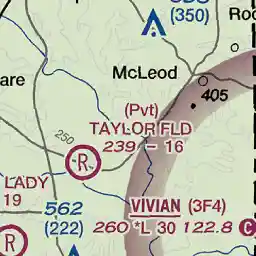 (350)
McLeod
are
405
(Pvt)
250
TAYLOR FLD
239 - 16
R
LADY
19
VIVIAN (3F4)
562
(222)
260 *L 30 122.8 C
R